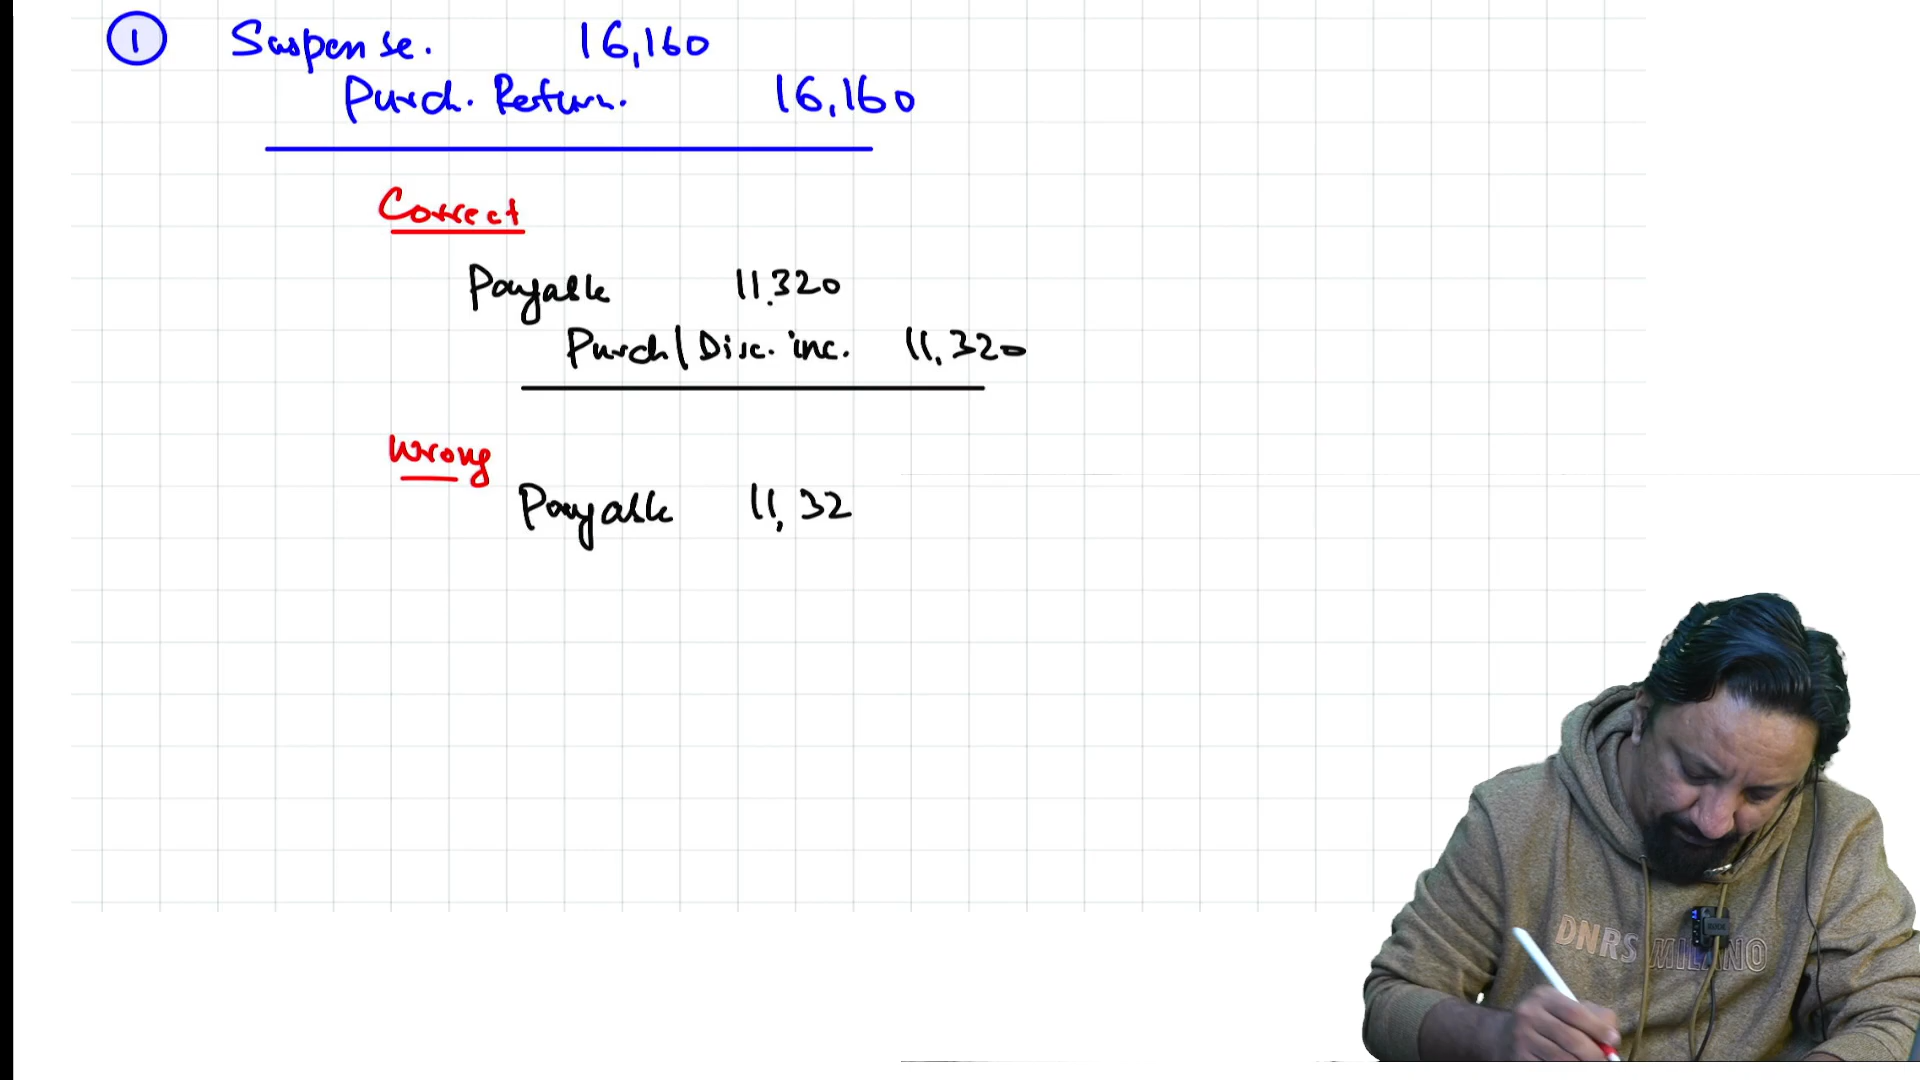 1 Suspense. 16,160
Purch. Return. 16,160
Correct
Payable 11,320
Purch/Disc. inc. 11,320
Wrong
Payable 11,32
DNRS MILANO